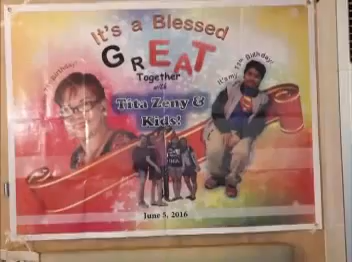 It's a Blessed
GREAT
Together
with
Tita Zeny &
Kids!
June 5, 2016